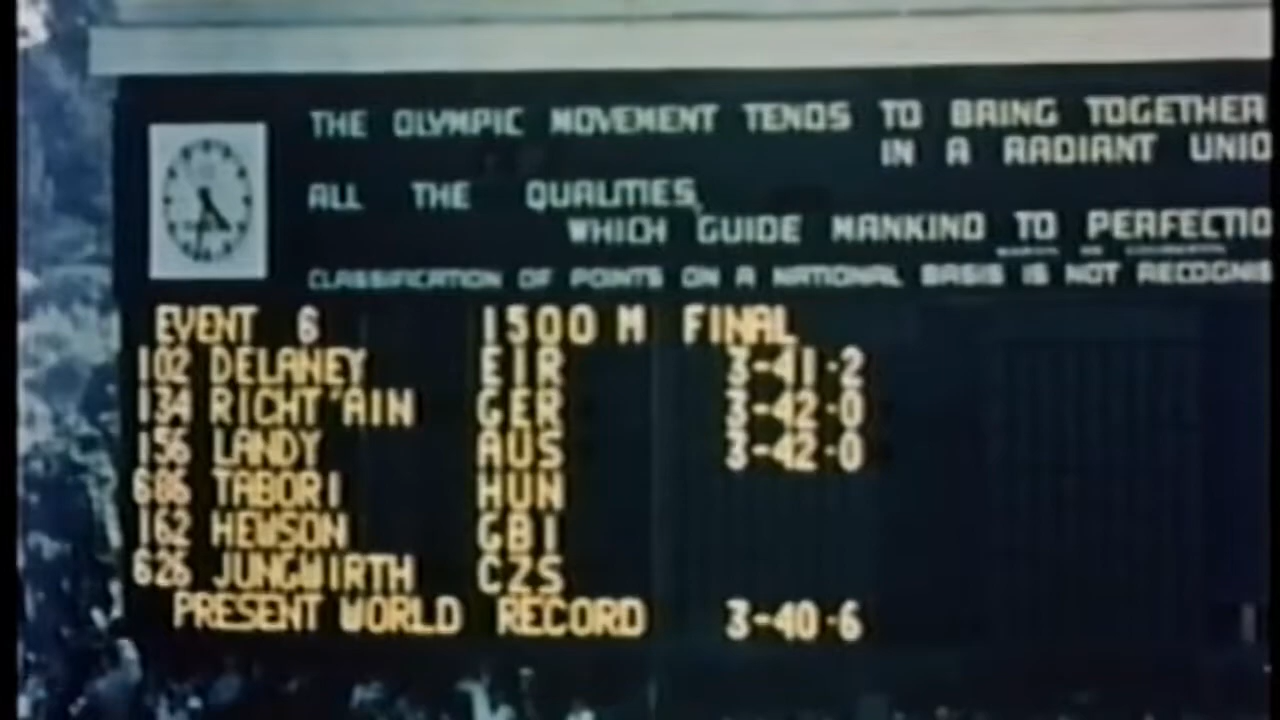 THE OLYMPIC MOVEMENT TENDS TO BRING TOGETHER
IN A RADIANT UNIO
ALL THE QUALITIES,
WHICH GUIDE MANKIND TO PERFECTIO
CLASSIFICATION OF POINTS ON A NATIONAL BASIS IS NOT RECOGNIS
EVENT 6 1500 M FINAL
102 DELANEY EIR 3-41-2
134 RICHT AIN GER 3-42-0
156 LANDY AUS 3-42-0
686 TABORI HUN
162 HEWSON GBI
626 JUNGWIRTH CZS
PRESENT WORLD RECORD 3-40-6